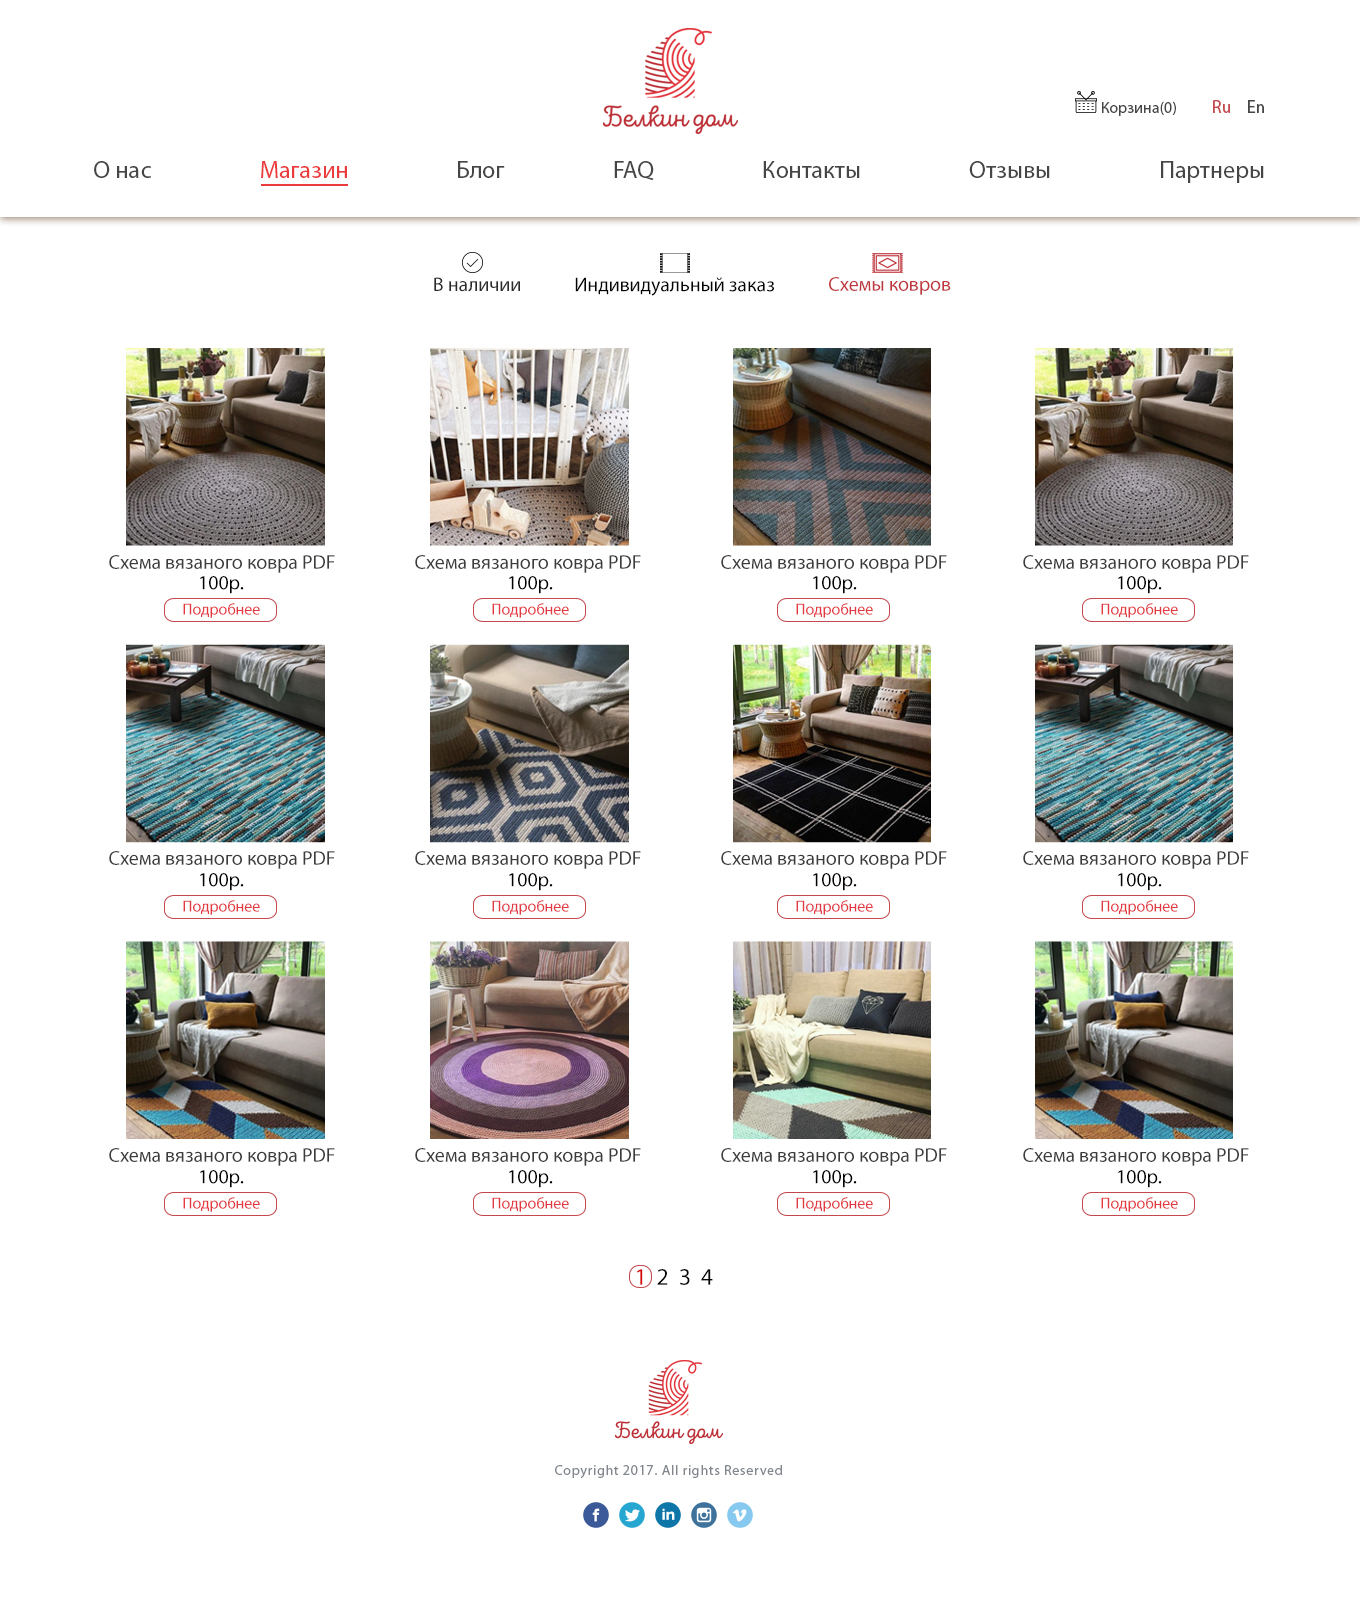 Белкин дом
Корзина(0) Ru En
О нас Магазин Блог FAQ Контакты Отзывы Партнеры
В наличии Индивидуальный заказ Схемы ковров
Схема вязаного ковра PDF Схема вязаного ковра PDF Схема вязаного ковра PDF Схема вязаного ковра PDF
100р. 100р. 100р. 100р.
Подробнее Подробнее Подробнее Подробнее
Схема вязаного ковра PDF Схема вязаного ковра PDF Схема вязаного ковра PDF Схема вязаного ковра PDF
100р. 100р. 100р. 100р.
Подробнее Подробнее Подробнее Подробнее
Схема вязаного ковра PDF Схема вязаного ковра PDF Схема вязаного ковра PDF Схема вязаного ковра PDF
100р. 100р. 100р. 100р.
Подробнее Подробнее Подробнее Подробнее
1 2 3 4
Белкин дом
Copyright 2017. All rights Reserved